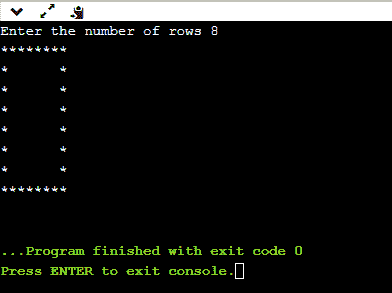 Enter the number of rows 8
********
*      *
*      *
*      *
*      *
*      *
*      *
********
...Program finished with exit code 0
Press ENTER to exit console.